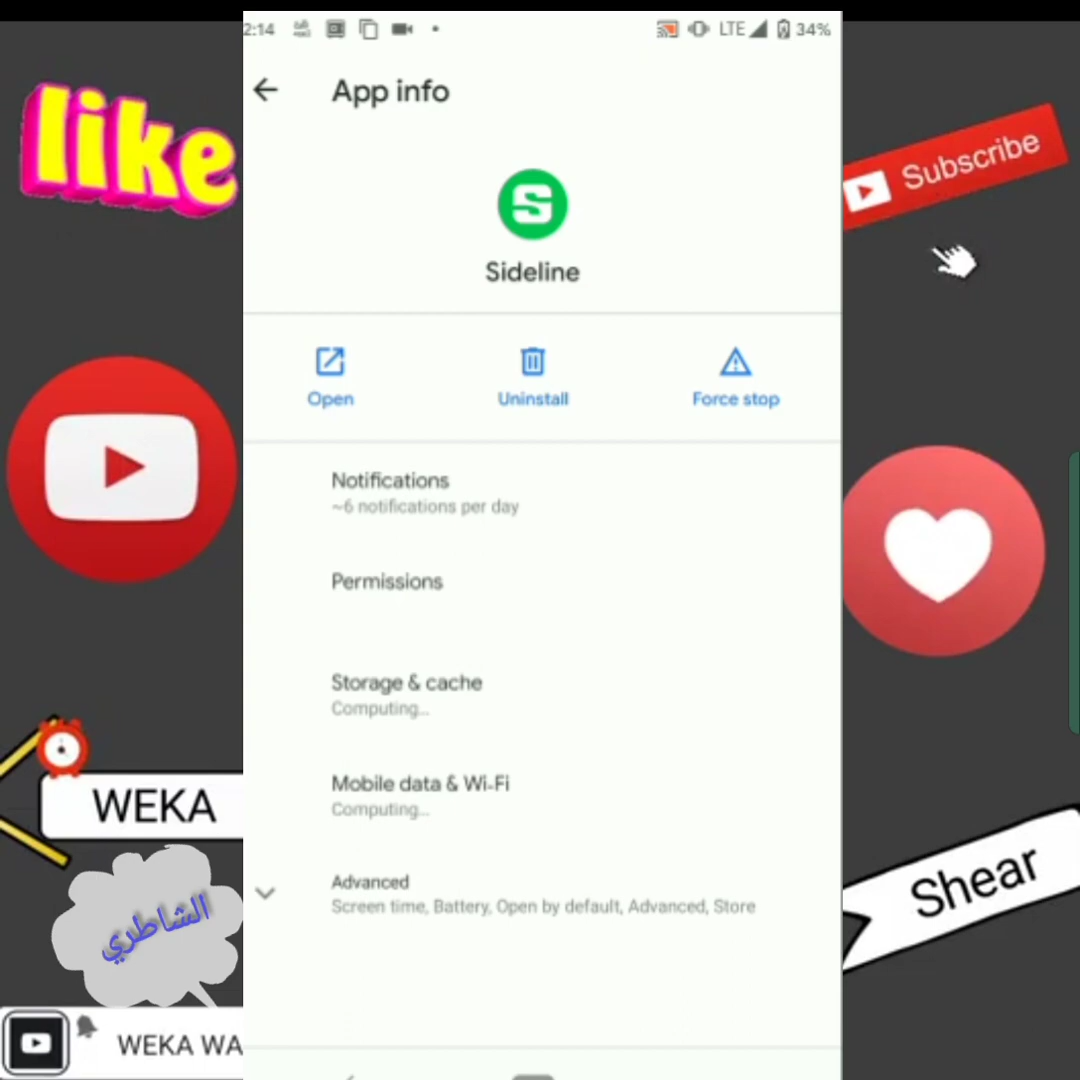 2:14
LTE
34%
App info
like
Subscribe
S
Sideline
Open
Uninstall
Force stop
Notifications
~6 notifications per day
Permissions
Storage & cache
Computing...
Mobile data & Wi-Fi
Computing...
WEKA
Advanced
Screen time, Battery, Open by default, Advanced, Store
Shear
الشاطري
WEKA WA